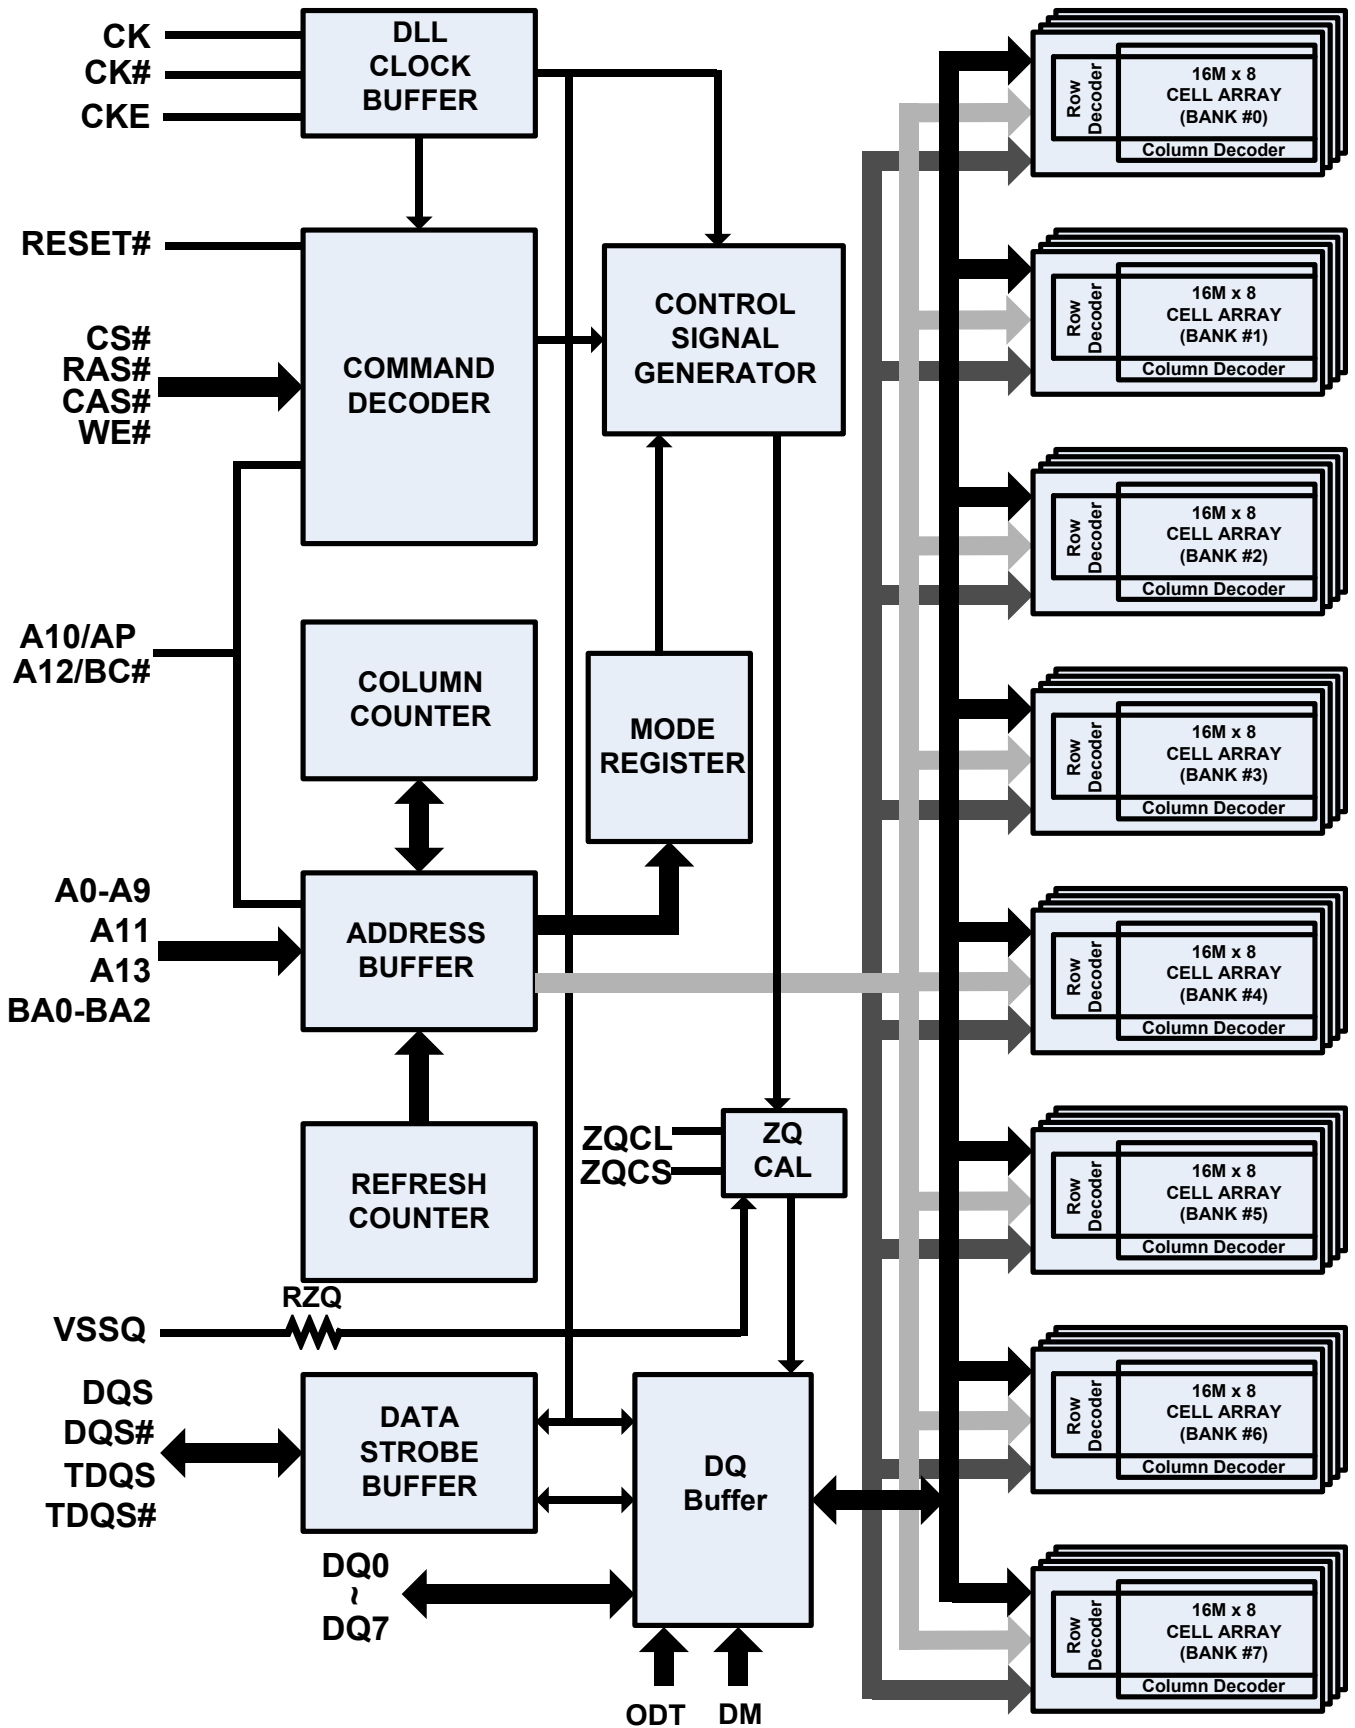 CK
CK#
CKE
DLL
CLOCK
BUFFER
RESET#
CS#
RAS#
CAS#
WE#
COMMAND
DECODER
CONTROL
SIGNAL
GENERATOR
A10/AP
A12/BC#
COLUMN
COUNTER
MODE
REGISTER
A0-A9
A11
A13
BA0-BA2
ADDRESS
BUFFER
REFRESH
COUNTER
ZQCL
ZQCS
ZQ
CAL
RZQ
VSSQ
DQS
DQS#
TDQS
TDQS#
DATA
STROBE
BUFFER
DQ
Buffer
DQ0
~
DQ7
ODT
DM
Row
Decoder
16M x 8
CELL ARRAY
(BANK #0)
Column Decoder
Row
Decoder
16M x 8
CELL ARRAY
(BANK #1)
Column Decoder
Row
Decoder
16M x 8
CELL ARRAY
(BANK #2)
Column Decoder
Row
Decoder
16M x 8
CELL ARRAY
(BANK #3)
Column Decoder
Row
Decoder
16M x 8
CELL ARRAY
(BANK #4)
Column Decoder
Row
Decoder
16M x 8
CELL ARRAY
(BANK #5)
Column Decoder
Row
Decoder
16M x 8
CELL ARRAY
(BANK #6)
Column Decoder
Row
Decoder
16M x 8
CELL ARRAY
(BANK #7)
Column Decoder